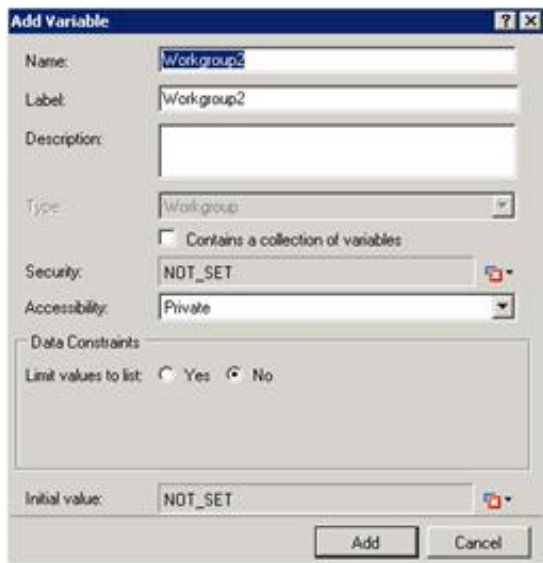 Add Variable
Name: Workgroup2
Label: Workgroup2
Description:
Type: Workgroup
Contains a collection of variables
Security: NOT_SET
Accessibility: Private
Data Constraints
Limit values to list: Yes No
Initial value: NOT_SET
Add Cancel